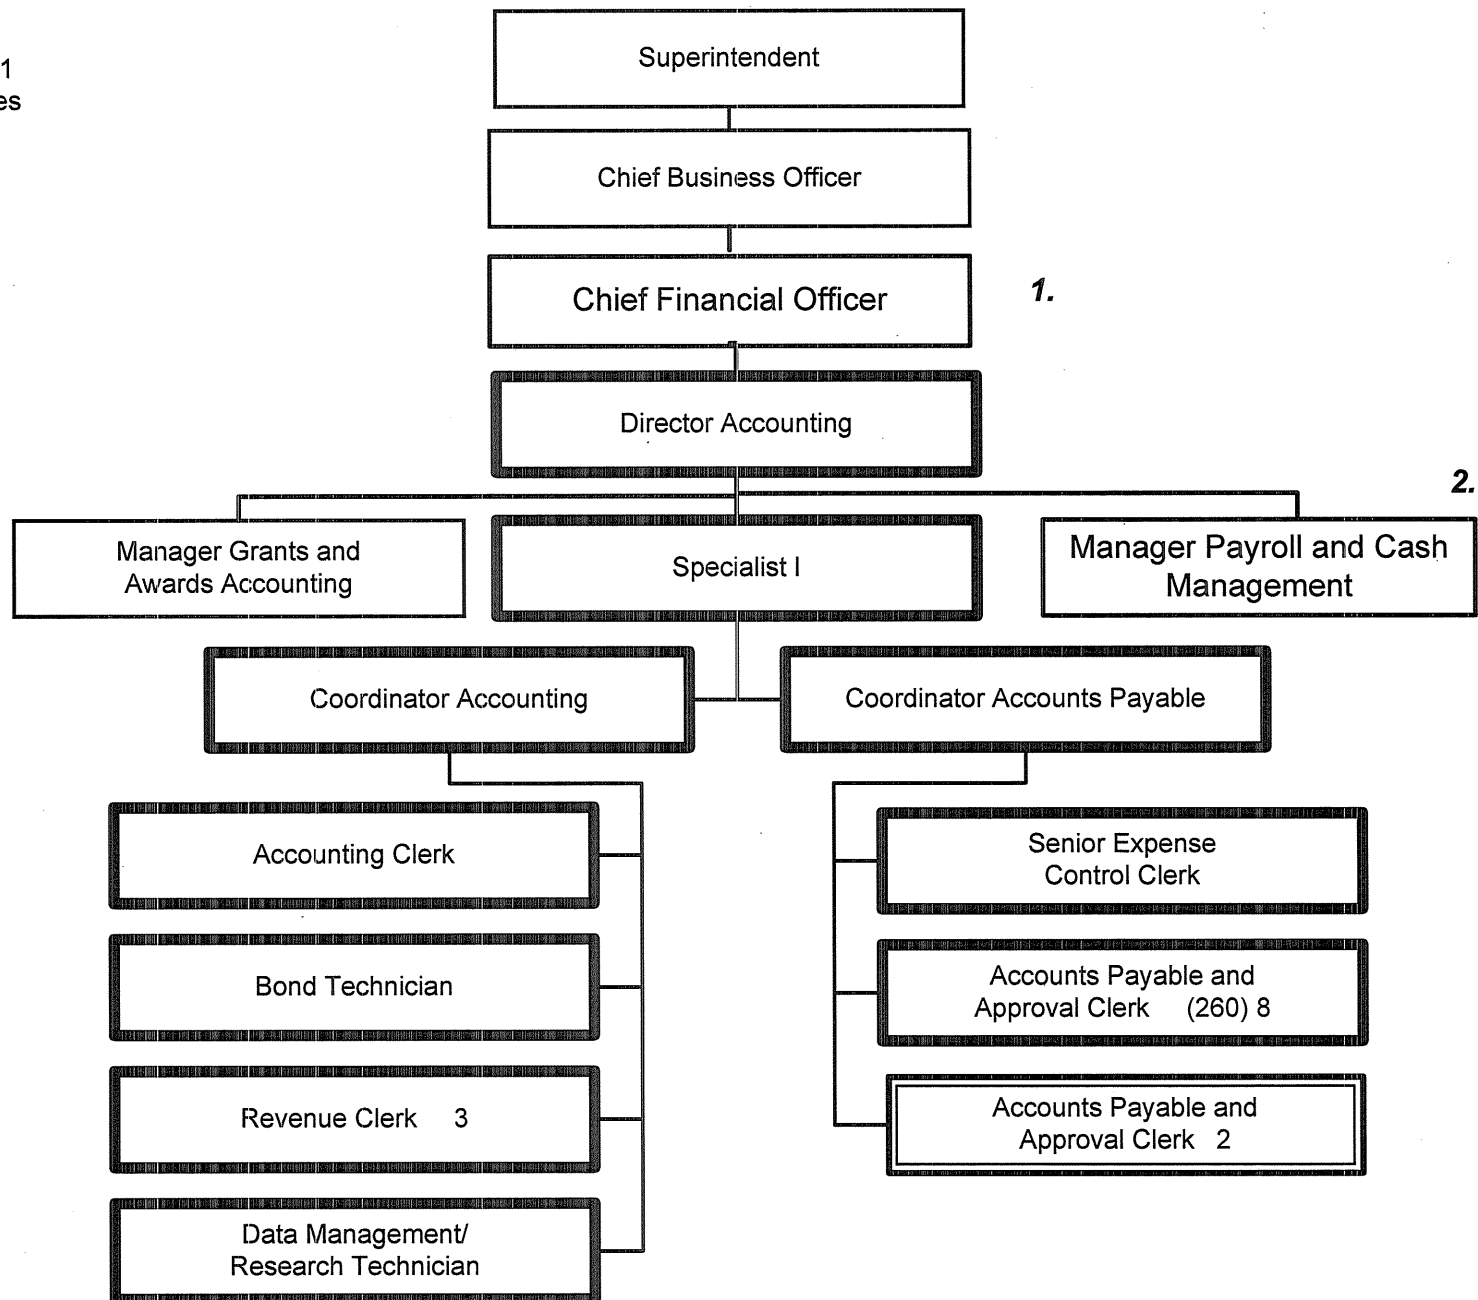 Superintendent
1
es
Chief Business Officer
Chief Financial Officer
1.
Director Accounting
2.
Manager Grants and
Awards Accounting
Specialist I
Manager Payroll and Cash
Management
Coordinator Accounting
Coordinator Accounts Payable
Accounting Clerk
Bond Technician
Revenue Clerk 3
Data Management/
Research Technician
Senior Expense
Control Clerk
Accounts Payable and
Approval Clerk (260) 8
Accounts Payable and
Approval Clerk 2